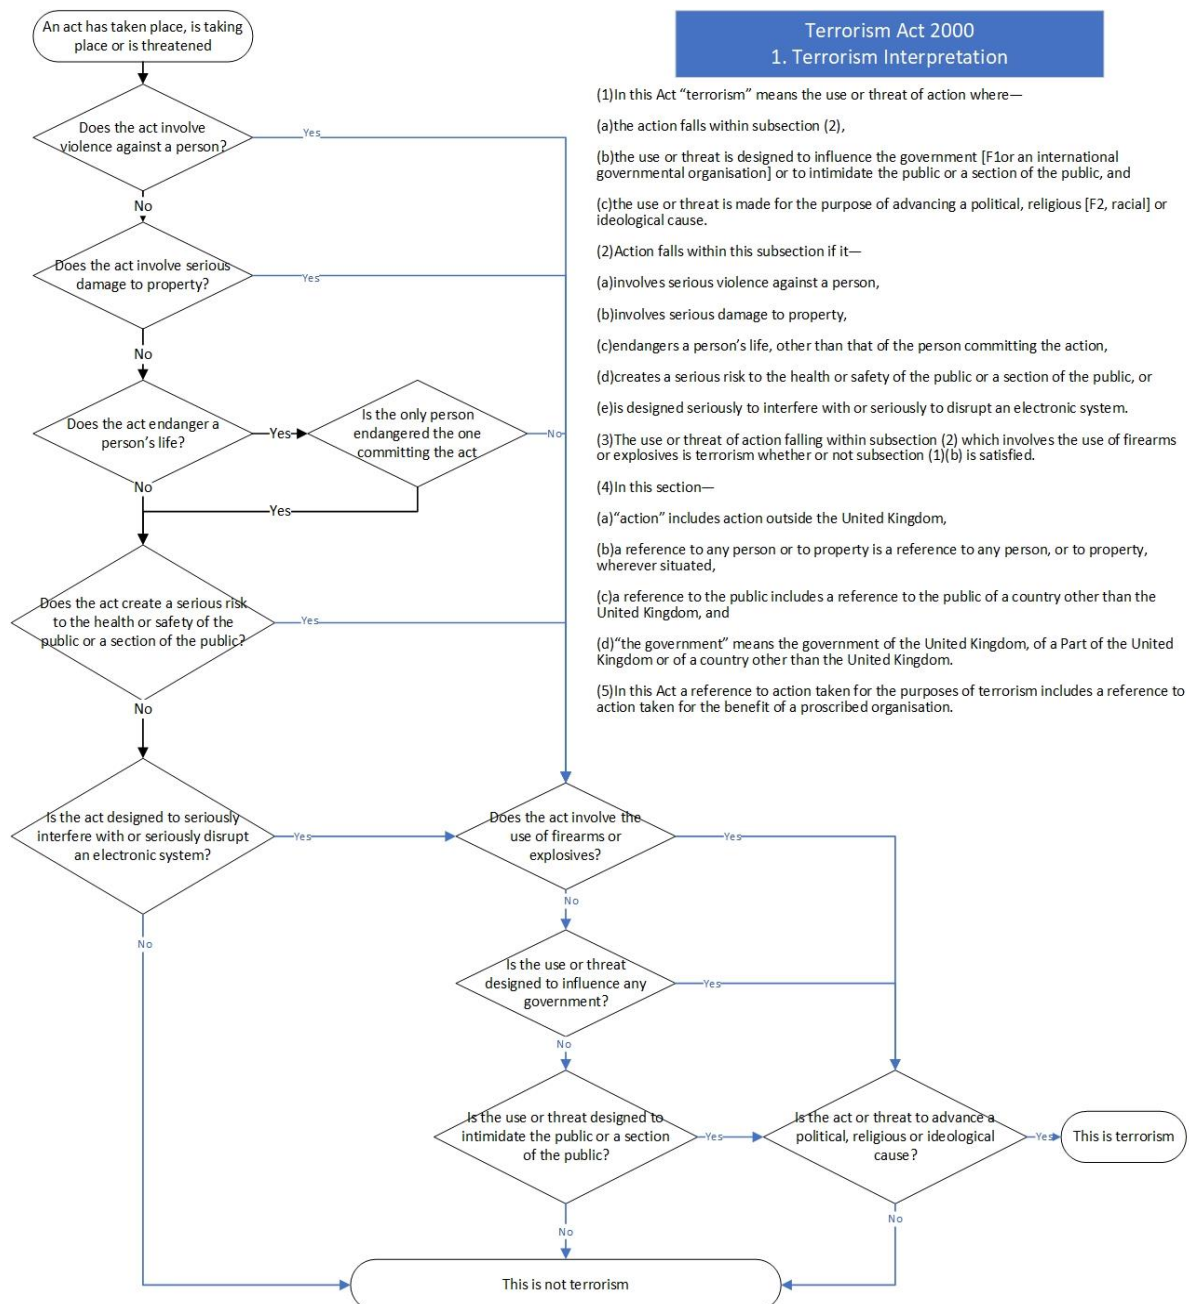 An act has taken place, is taking
place or is threatened
Does the act involve
violence against a person?
Yes
No
Does the act involve serious
damage to property?
Yes
No
Does the act endanger a
person's life?
Yes
Is the only person
endangered the one
committing the act
No
No
Yes
Does the act create a serious risk
to the health or safety of the
public or a section of the public?
Yes
No
Is the act designed to seriously
interfere with or seriously disrupt
an electronic system?
Yes
No
Does the act involve the
use of firearms or
explosives?
Yes
No
Is the use or threat
designed to influence any
government?
Yes
No
Is the use or threat designed to
intimidate the public or a section
of the public?
Yes
No
Is the act or threat to advance a
political, religious or ideological
cause?
Yes
No
This is terrorism
This is not terrorism
Terrorism Act 2000
1. Terrorism Interpretation
(1)In this Act “terrorism” means the use or threat of action where—
(a)the action falls within subsection (2),
(b)the use or threat is designed to influence the government [F1or an international
governmental organisation] or to intimidate the public or a section of the public, and
(c)the use or threat is made for the purpose of advancing a political, religious [F2, racial] or
ideological cause.
(2)Action falls within this subsection if it—
(a)involves serious violence against a person,
(b)involves serious damage to property,
(c)endangers a person’s life, other than that of the person committing the action,
(d)creates a serious risk to the health or safety of the public or a section of the public, or
(e)is designed seriously to interfere with or seriously to disrupt an electronic system.
(3)The use or threat of action falling within subsection (2) which involves the use of firearms
or explosives is terrorism whether or not subsection (1)(b) is satisfied.
(4)In this section—
(a)“action” includes action outside the United Kingdom,
(b)a reference to any person or to property is a reference to any person, or to property,
wherever situated,
(c)a reference to the public includes a reference to the public of a country other than the
United Kingdom, and
(d)“the government” means the government of the United Kingdom, of a Part of the United
Kingdom or of a country other than the United Kingdom.
(5)In this Act a reference to action taken for the purposes of terrorism includes a reference to
action taken for the benefit of a proscribed organisation.